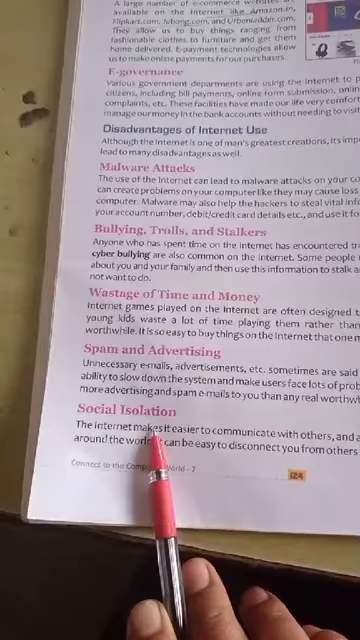 A large number of ecommerce websites are
available on the Internet like Amazon.in,
Flipkart.com, Jabong.com, and Urbenladder.com.
They allow us to buy things ranging from
fashionable clothes to furniture and get them
home delivered. E-payment technologies allow
us to make online payments for our purchases.
E-governance
Various government departments are using the Internet to p
citizens, including bill payments, online form submission, onlin
complaints, etc. These facilities have made our life very comfort
manage our money in the bank accounts without needing to visit
Disadvantages of Internet Use
Although the Internet is one of man's greatest creations, its imp
lead to many disadvantages as well.
Malware Attacks
The use of the Internet can lead to malware attacks on your co
can create problems on your computer like they may cause loss
computer. Malware may also help the hackers to steal vital info
your account number, debit/credit card details etc., and use it fo
Bullying, Trolls, and Stalkers
Anyone who has spent time on the Internet has encountered tr
cyber bullying are also common on the Internet. Some people
about you and your family and then use this information to stalk a
not want to do.
Wastage of Time and Money
Internet games played on the Internet are often designed t
young kids waste a lot of time playing them rather than
worthwhile. It is so easy to buy things on the Internet that one m
Spam and Advertising
Unnecessary e-mails, advertisements, etc. sometimes are said
ability to slow down the system and make users face lots of prob
more advertising and spam e-mails to you than any real worthw
Social Isolation
The Internet makes it easier to communicate with others, and a
around the world, it can be easy to disconnect you from others
Connect to the World-7
124